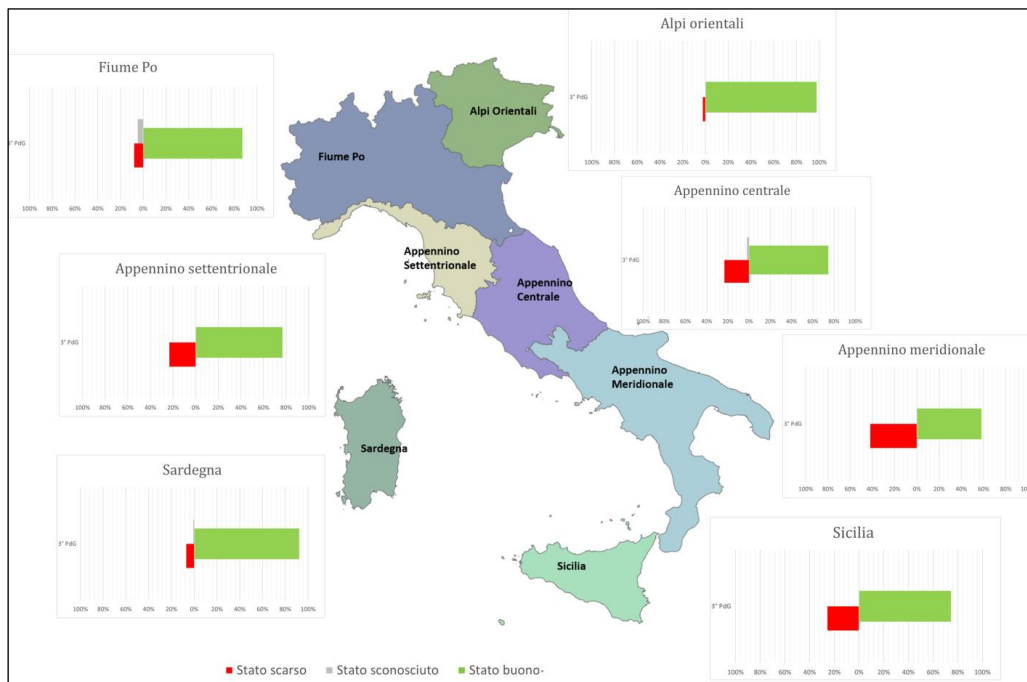 Alpi orientali
3° PdG
100% 80% 60% 40% 20% 0% 20% 40% 60% 80% 100%
Fiume Po
3° PdG
100% 80% 60% 40% 20% 0% 20% 40% 60% 80% 100%
Alpi Orientali
Fiume Po
Appennino centrale
3° PdG
100% 80% 60% 40% 20% 0% 20% 40% 60% 80% 100%
Appennino
Settentrionale
Appennino settentrionale
3° PdG
100% 80% 60% 40% 20% 0% 20% 40% 60% 80% 100%
Appennino
Centrale
Appennino meridionale
3° PdG
100% 80% 60% 40% 20% 0% 20% 40% 60% 80% 100%
Appennino
Meridionale
Sardegna
Sardegna
3° PdG
100% 80% 60% 40% 20% 0% 20% 40% 60% 80% 100%
Sicilia
Sicilia
3° PdG
100% 80% 60% 40% 20% 0% 20% 40% 60% 80% 100%
Stato scarso Stato sconosciuto Stato buono-